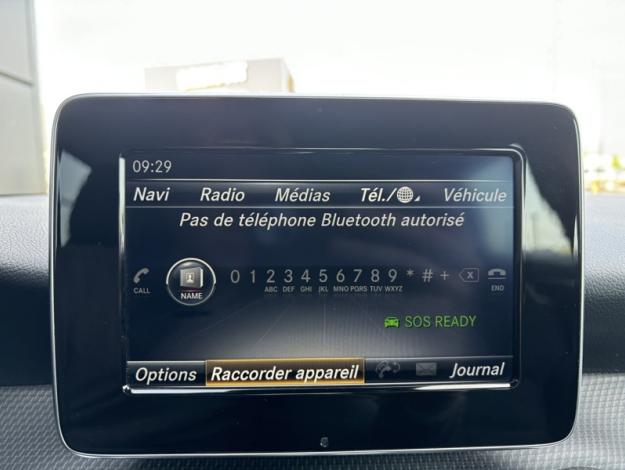 09:29
Navi Radio Médias Tél./ Véhicule
Pas de téléphone Bluetooth autorisé
CALL NAME 0 1 2 3 4 5 6 7 8 9 * # + X END
ABC DEF GHI JKL MNO PQRS TUV WXYZ
SOS READY
Options Raccorder appareil Journal